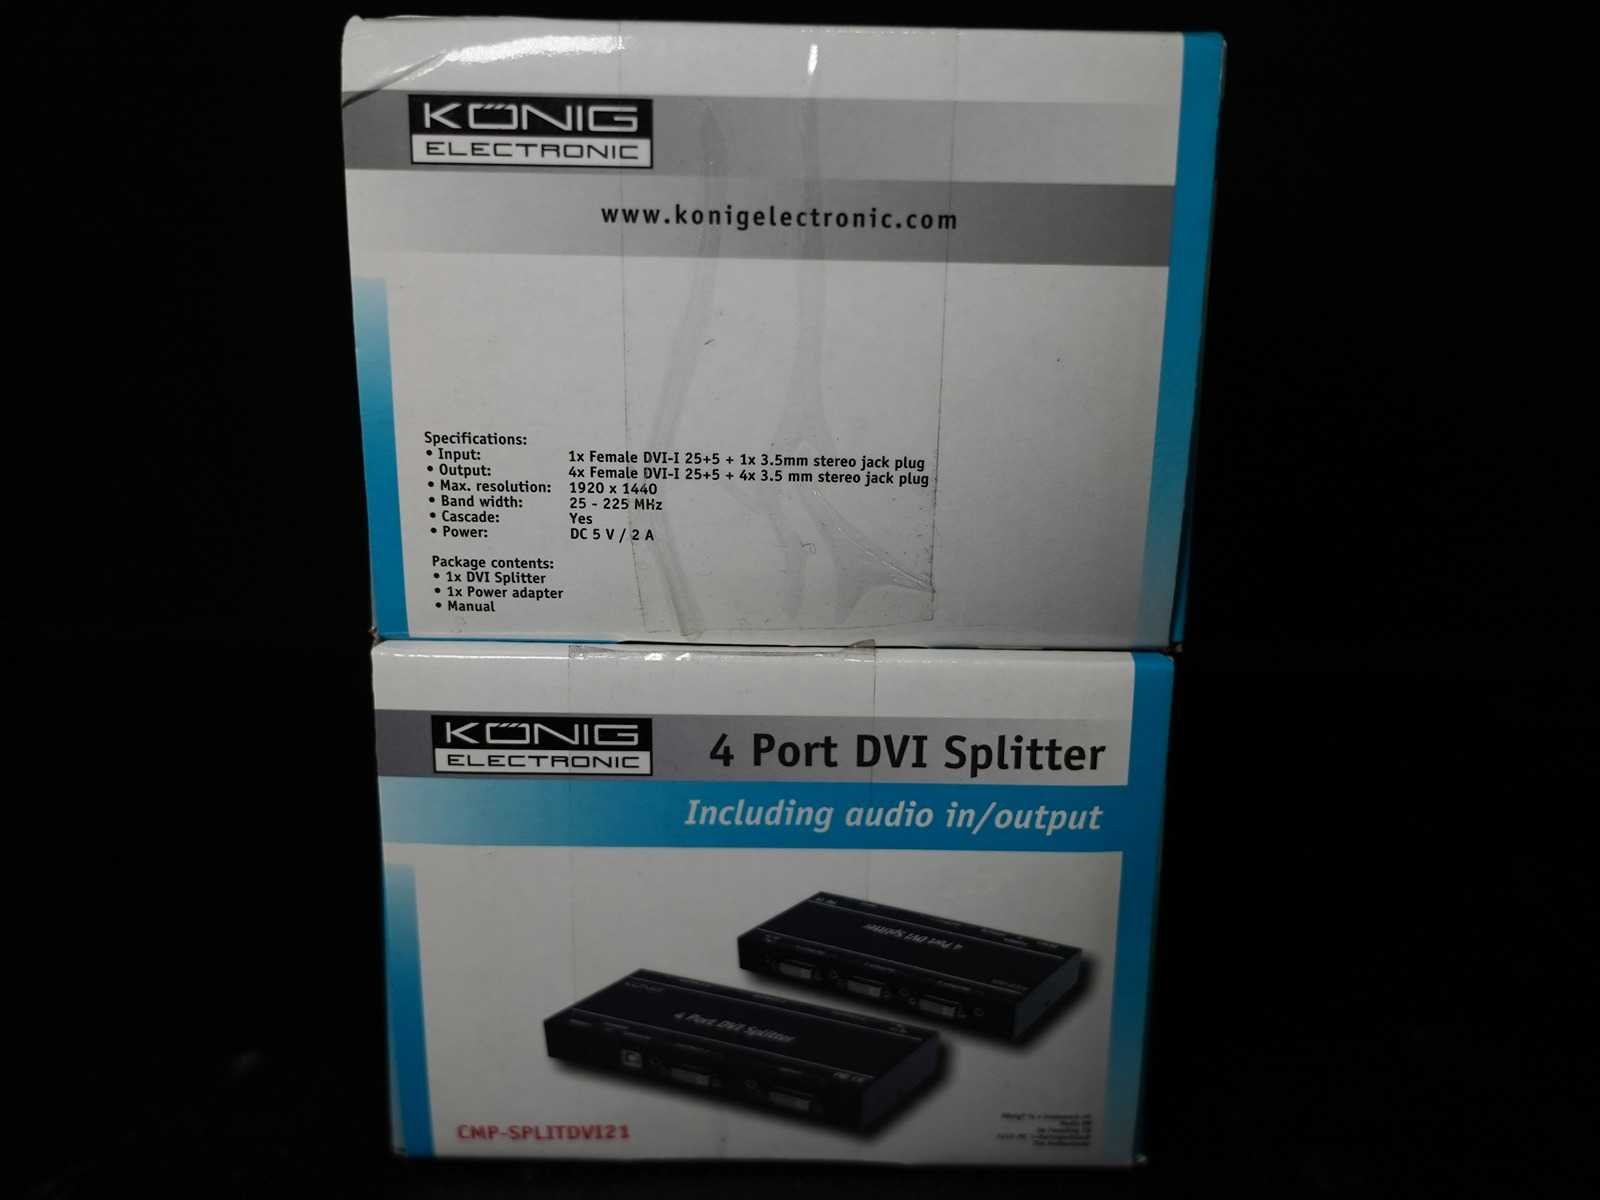 KÖNIG
ELECTRONIC
www.konigelectronic.com
Specifications:
• Input: 1x Female DVI-I 25+5 + 1x 3.5mm stereo jack plug
• Output: 4x Female DVI-I 25+5 + 4x 3.5 mm stereo jack plug
• Max. resolution: 1920 x 1440
• Band width: 25 - 225 MHz
• Cascade: Yes
• Power: DC 5 V / 2 A
Package contents:
• 1x DVI Splitter
• 1x Power adapter
• Manual
KÖNIG
ELECTRONIC
4 Port DVI Splitter
Including audio in/output
4 Port DVI Splitter
4 Port DVI Splitter
CMP-SPLITDVI21